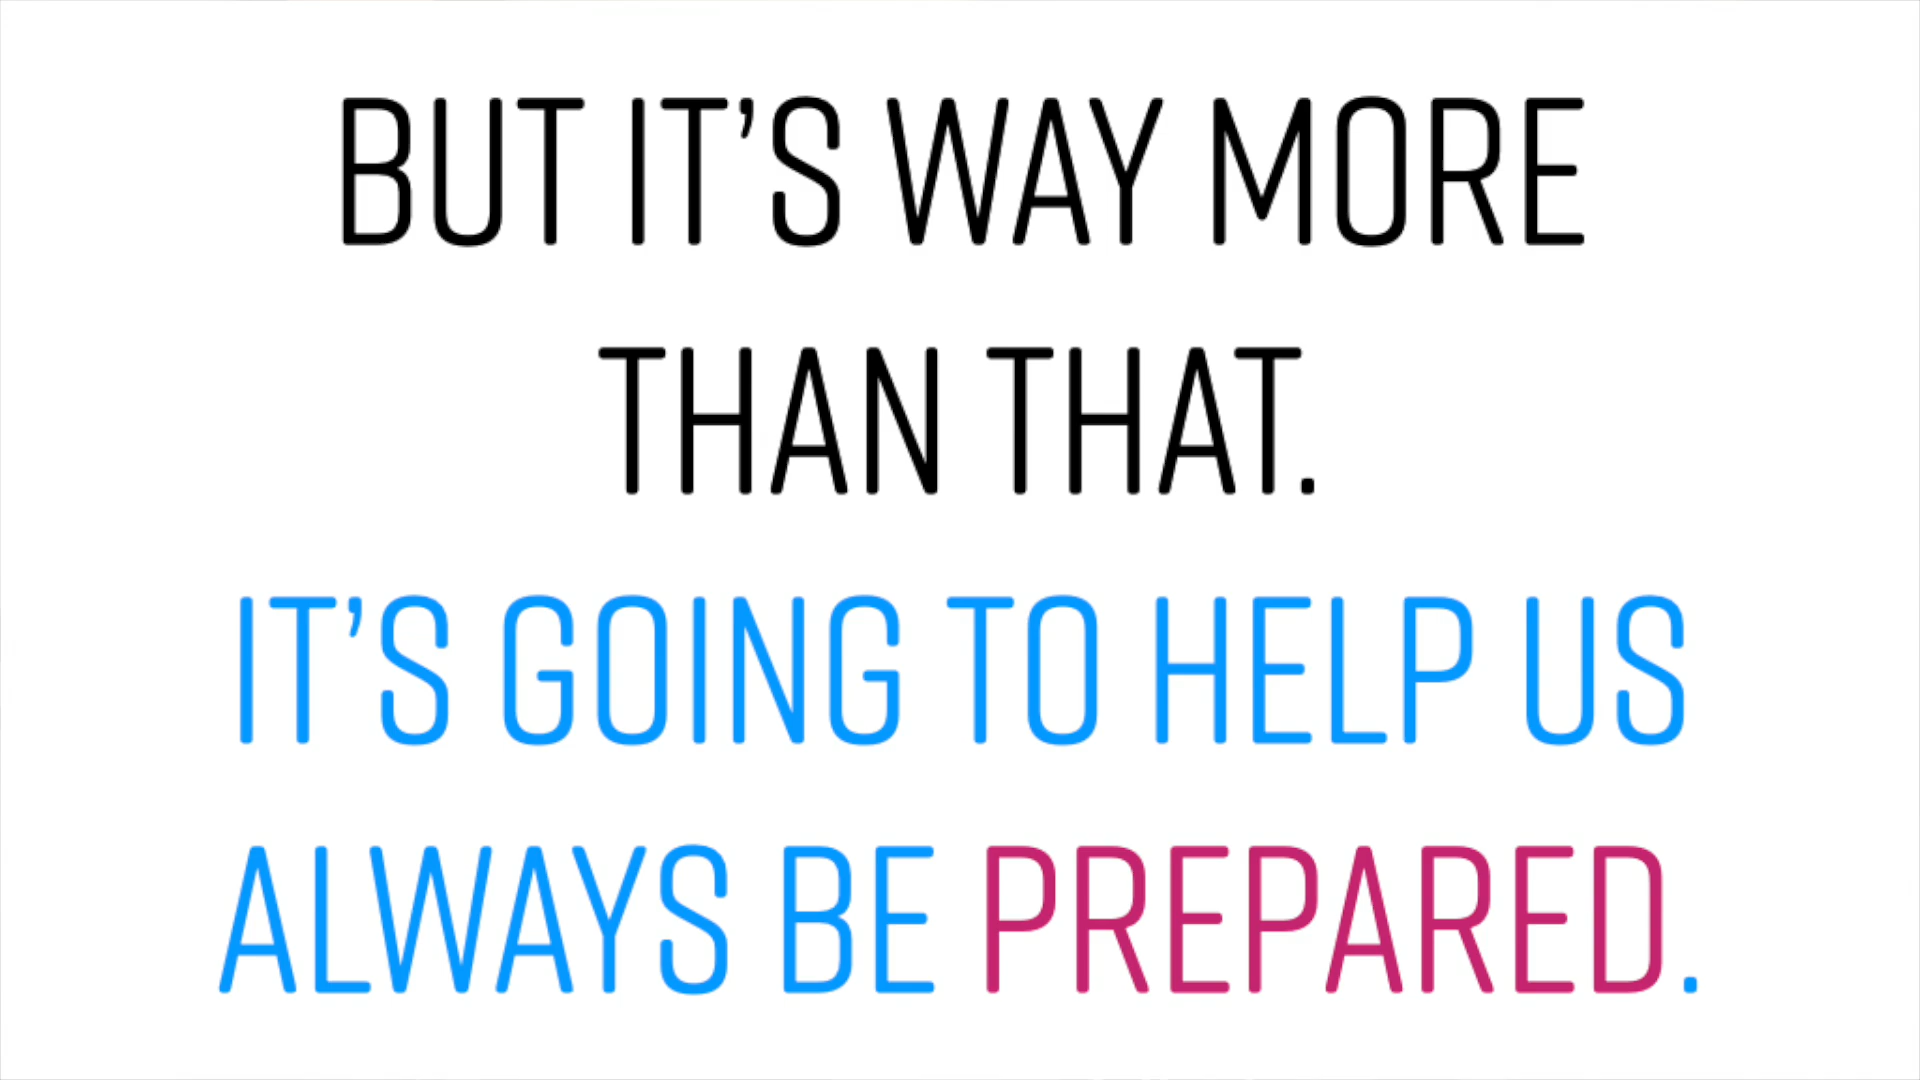 BUT IT’S WAY MORE
THAN THAT.
IT’S GOING TO HELP US
ALWAYS BE PREPARED.